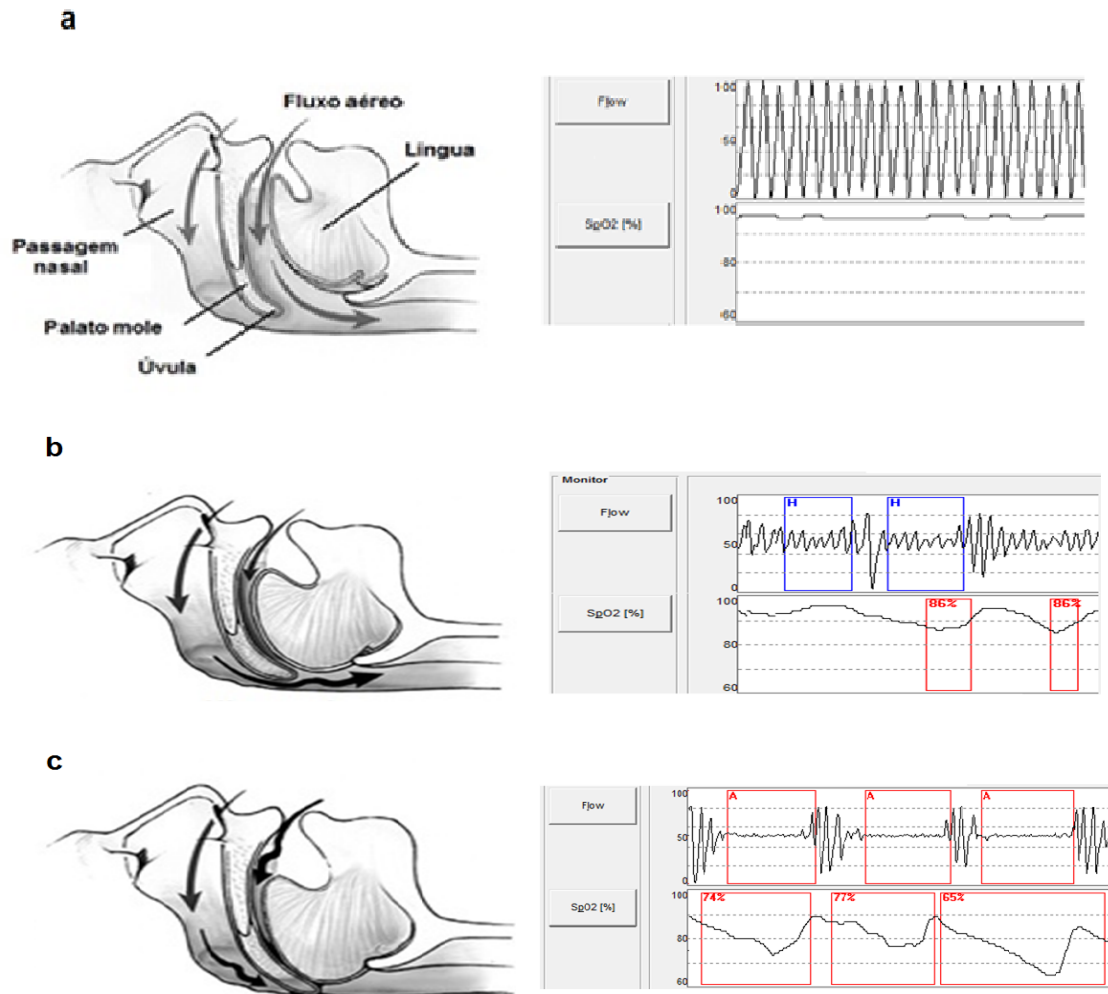 a
Fluxo aéreo
Língua
Passagem
nasal
Palato mole
Úvula
Flow
SpO2 [%]
100
50
0
100
80
60
b
Monitor
Flow
SpO2 [%]
100
50
0
H
H
100
80
60
86%
86%
c
Flow
SpO2 [%]
100
50
0
A
A
A
100
80
60
74%
77%
65%